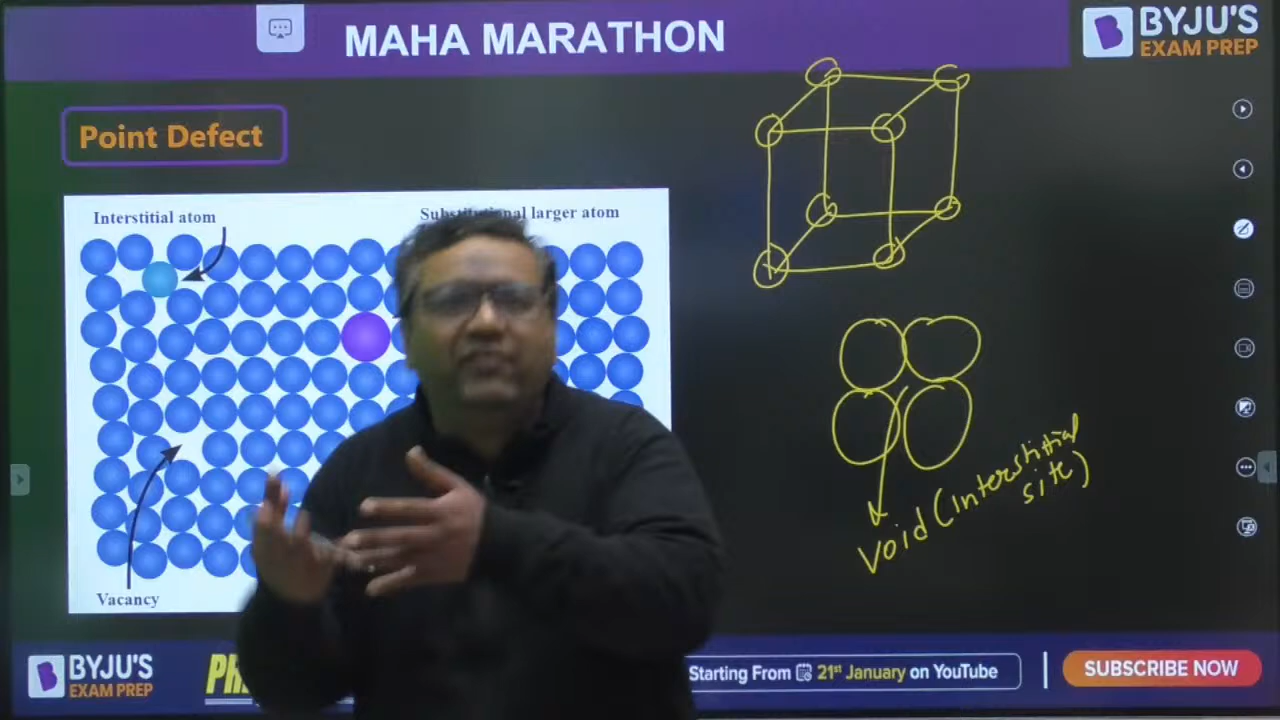 MAHA MARATHON
BYJU'S
EXAM PREP
Point Defect
Interstitial atom
larger atom
Vacancy
void (Interstitial
site)
BYJU'S
EXAM PREP
Starting From 21st January on YouTube
SUBSCRIBE NOW